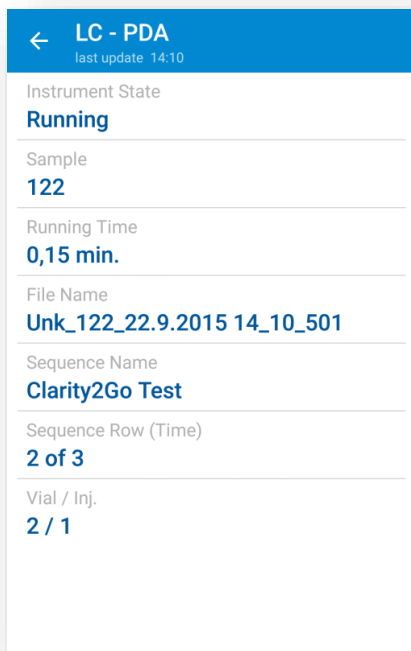 LC - PDA
last update 14:10
Instrument State
Running
Sample
122
Running Time
0,15 min.
File Name
Unk_122_22.9.2015 14_10_501
Sequence Name
Clarity2Go Test
Sequence Row (Time)
2 of 3
Vial / Inj.
2 / 1